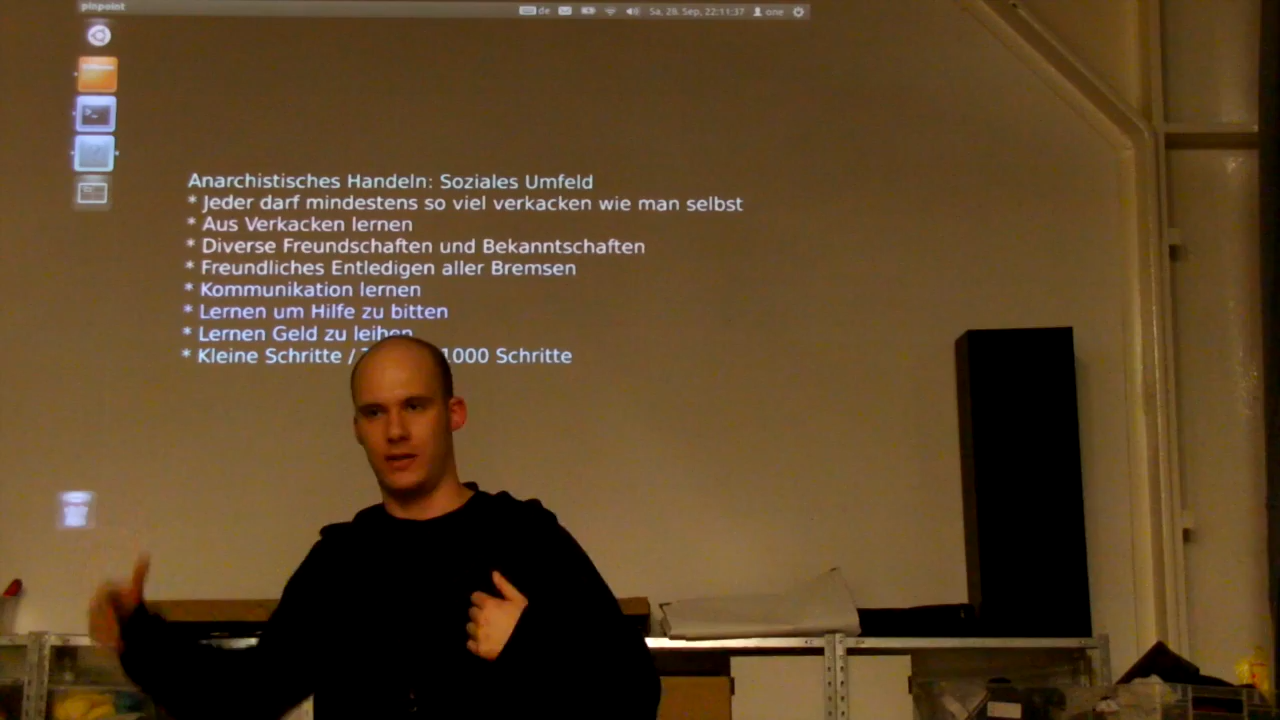 pinpoint
de Sa, 28. Sep, 22:11:37 one
Anarchistisches Handeln: Soziales Umfeld
* Jeder darf mindestens so viel verkacken wie man selbst
* Aus Verkacken lernen
* Diverse Freundschaften und Bekanntschaften
* Freundliches Entledigen aller Bremsen
* Kommunikation lernen
* Lernen um Hilfe zu bitten
* Lernen Geld zu leihen
* Kleine Schritte / 1000 Schritte